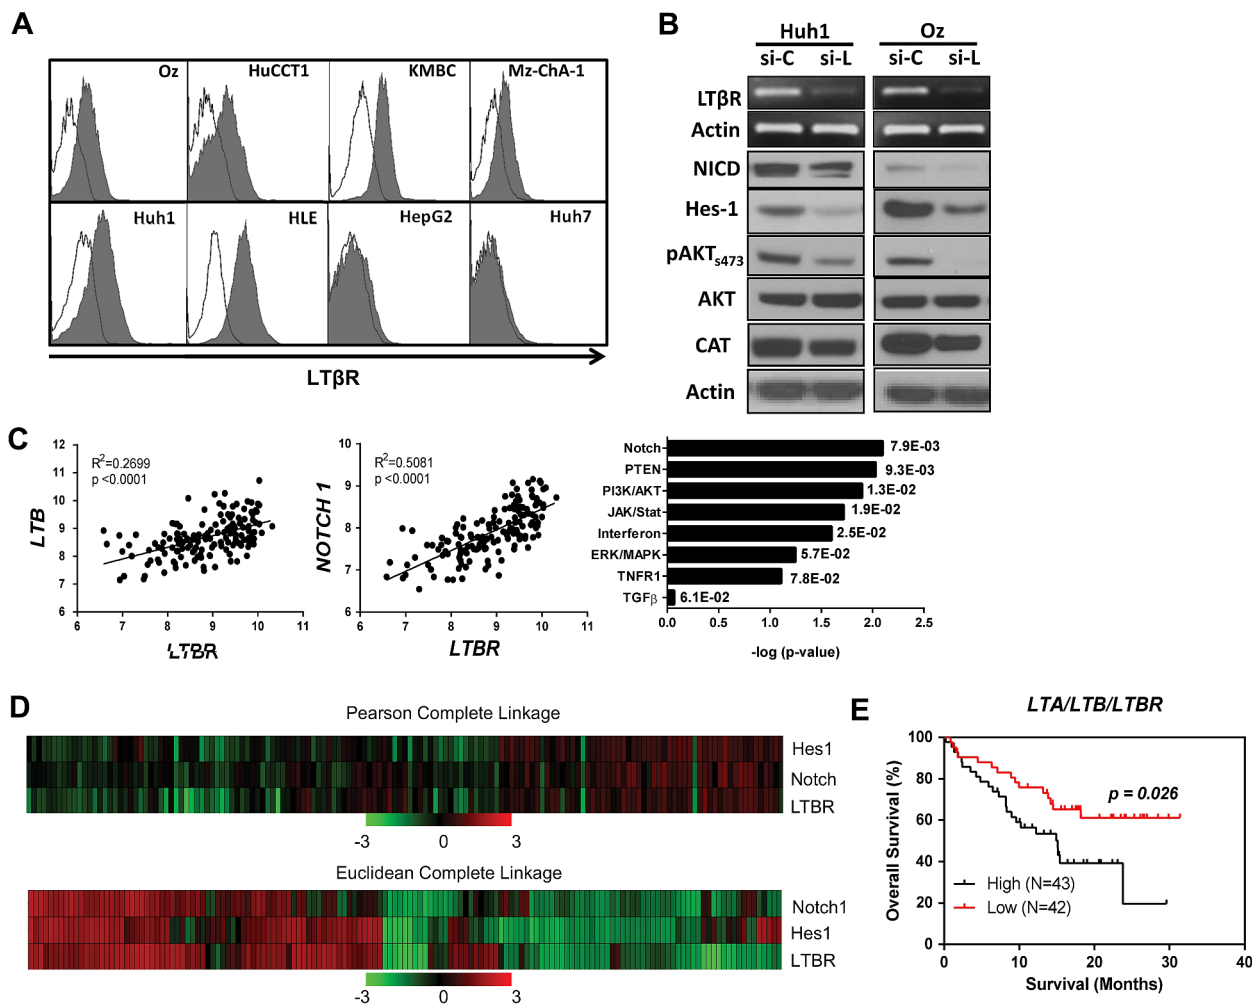 A
Oz
HuCCT1
KMBC
Mz-ChA-1
Huh1
HLE
HepG2
Huh7
LTβR
B
Huh1
Oz
si-C
si-L
si-C
si-L
LTβR
Actin
NICD
Hes-1
pAKTs473
AKT
CAT
Actin
C
12
11
10
9
8
7
6
LTB
R²=0.2699
p <0.0001
6
7
8
9
10
11
LTBR
10
9
8
7
6
NOTCH 1
R²=0.5081
p <0.0001
6
7
8
9
10
11
LTBR
Notch
7.9E-03
PTEN
9.3E-03
PI3K/AKT
1.3E-02
JAK/Stat
1.9E-02
Interferon
2.5E-02
ERK/MAPK
5.7E-02
TNFR1
7.8E-02
TGFβ
6.1E-02
0.0
0.5
1.0
1.5
2.0
2.5
-log (p-value)
D
Pearson Complete Linkage
Hes1
Notch
LTBR
-3
0
3
Euclidean Complete Linkage
Notch1
Hes1
LTBR
-3
0
3
E
LTA/LTB/LTBR
100
80
60
40
20
0
Overall Survival (%)
p = 0.026
High (N=43)
Low (N=42)
0
10
20
30
40
Survival (Months)